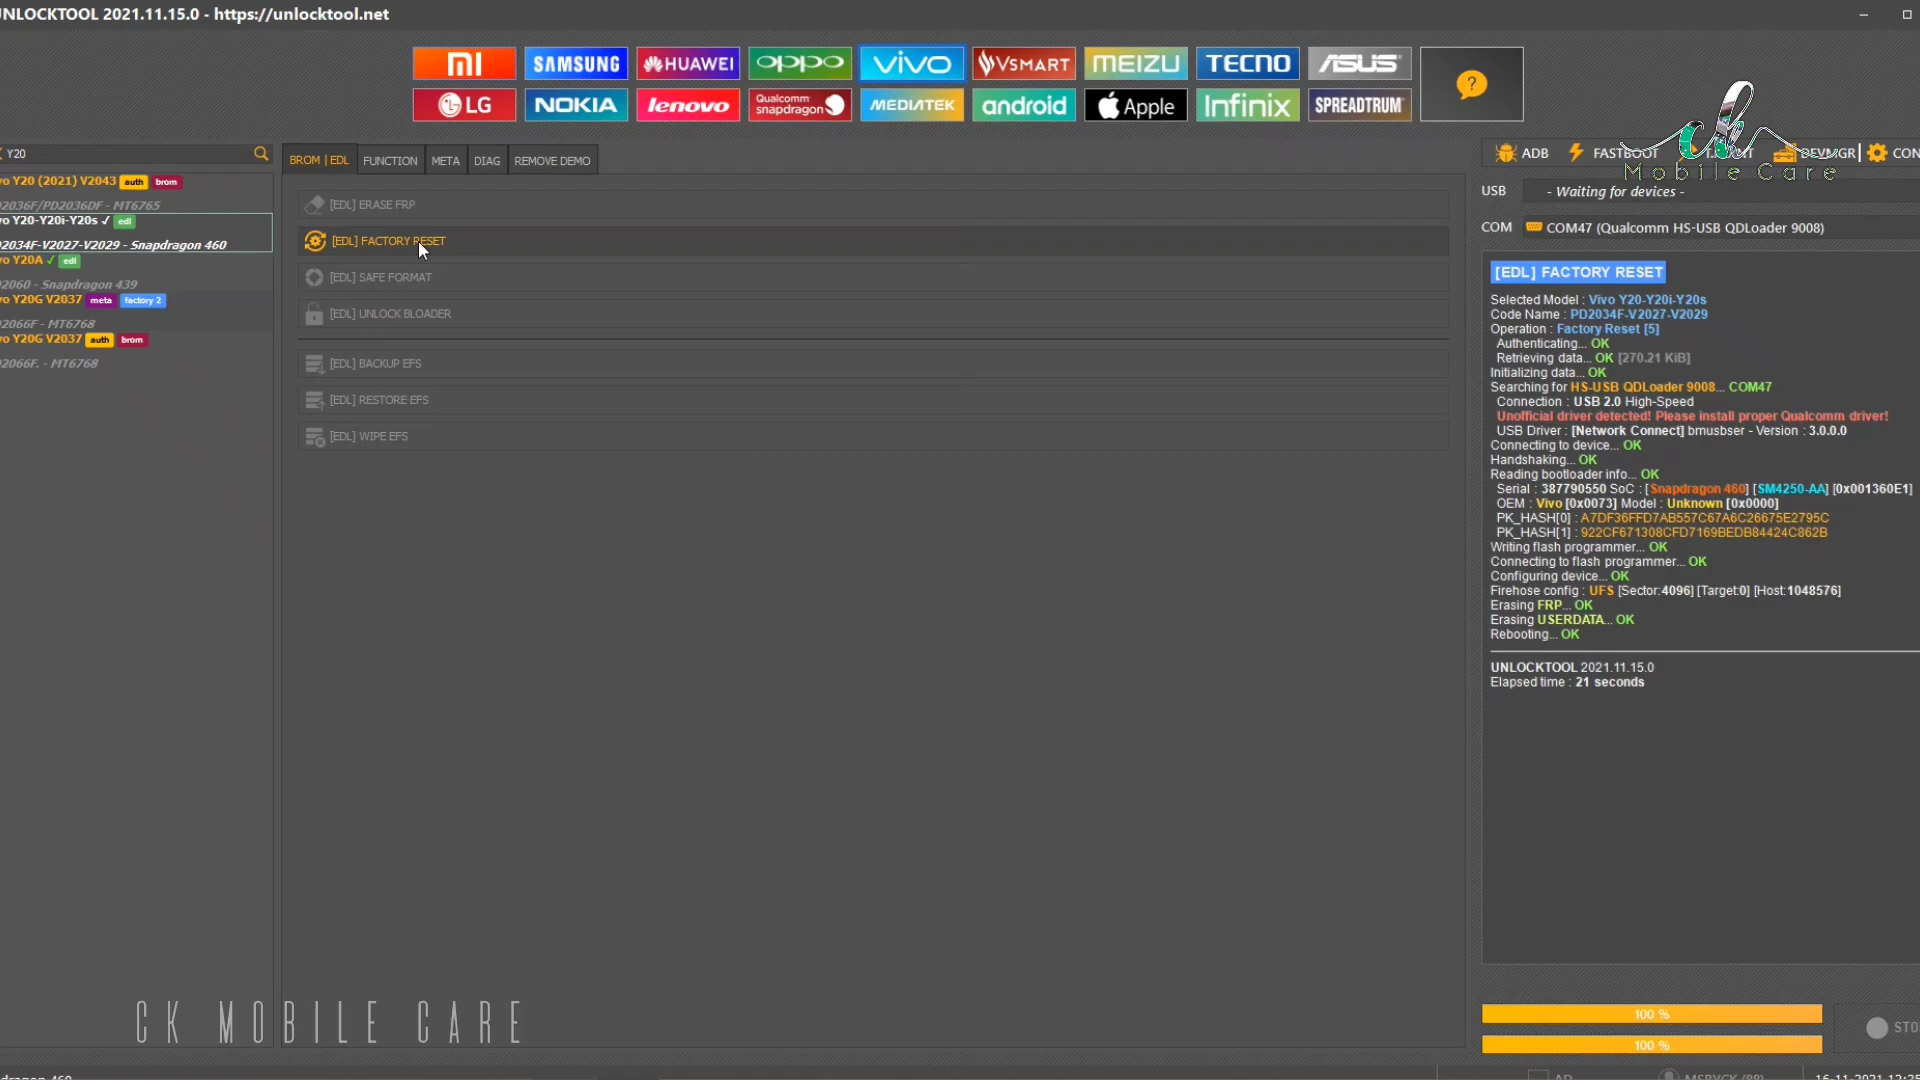 NLOCKTOOL 2021.11.15.0 - https://unlocktool.net
MI SAMSUNG HUAWEI oppo vivo VSMART MEIZU TECNO ASUS ?
LG NOKIA lenovo Qualcomm snapdragon MEDIATEK android Apple Infinix SPREADTRUM
Y20
o Y20 (2021) V2043 auth brom
2036F/PD2036DF - MT6765
o Y20-Y20i-Y20s ✓ edl
2034F-V2027-V2029 - Snapdragon 460
o Y20A ✓ edl
2060 - Snapdragon 439
o Y20G V2037 meta factory 2
2066F - MT6768
o Y20G V2037 auth brom
2066F. - MT6768
BROM | EDL FUNCTION META DIAG REMOVE DEMO
[EDL] ERASE FRP
[EDL] FACTORY RESET
[EDL] SAFE FORMAT
[EDL] UNLOCK BLOADER
[EDL] BACKUP EFS
[EDL] RESTORE EFS
[EDL] WIPE EFS
ADB FASTBOOT DEVMGR CON
ck
Mobile Care
USB - Waiting for devices -
COM COM47 (Qualcomm HS-USB QDLoader 9008)
[EDL] FACTORY RESET
Selected Model : Vivo Y20-Y20i-Y20s
Code Name : PD2034F-V2027-V2029
Operation : Factory Reset [5]
Authenticating... OK
Retrieving data... OK [270.21 KiB]
Initializing data... OK
Searching for HS-USB QDLoader 9008... COM47
Connection : USB 2.0 High-Speed
Unofficial driver detected! Please install proper Qualcomm driver!
USB Driver : [Network Connect] bmusbser - Version : 3.0.0.0
Connecting to device... OK
Handshaking... OK
Reading bootloader info... OK
Serial : 387790550 SoC : [Snapdragon 460] [SM4250-AA] [0x001360E1]
OEM : Vivo [0x0073] Model : Unknown [0x0000]
PK_HASH[0] : A7DF36FFD7AB557C67A6C26675E2795C
PK_HASH[1] : 922CF671308CFD7169BEDB84424C862B
Writing flash programmer... OK
Connecting to flash programmer... OK
Configuring device... OK
Firehose config : UFS [Sector:4096] [Target:0] [Host:1048576]
Erasing FRP... OK
Erasing USERDATA... OK
Rebooting... OK
UNLOCKTOOL 2021.11.15.0
Elapsed time : 21 seconds
CK MOBILE CARE
100 %
100 %
STO